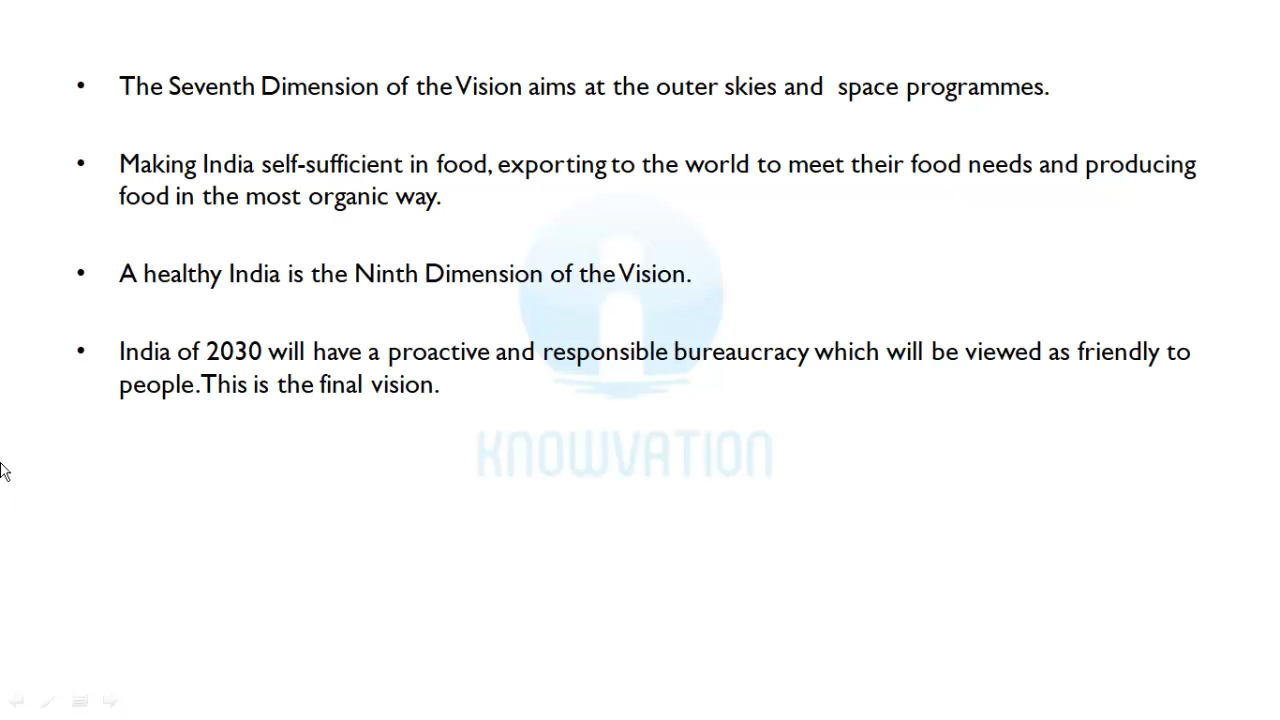 • The Seventh Dimension of the Vision aims at the outer skies and space programmes.
• Making India self-sufficient in food, exporting to the world to meet their food needs and producing
food in the most organic way.
• A healthy India is the Ninth Dimension of the Vision.
• India of 2030 will have a proactive and responsible bureaucracy which will be viewed as friendly to
people. This is the final vision.
KNOWVATION